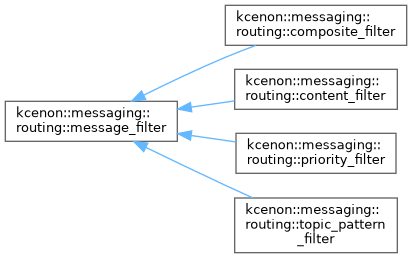 kcenon::messaging::
routing::message_filter
kcenon::messaging::
routing::composite_filter
kcenon::messaging::
routing::content_filter
kcenon::messaging::
routing::priority_filter
kcenon::messaging::
routing::topic_pattern
_filter